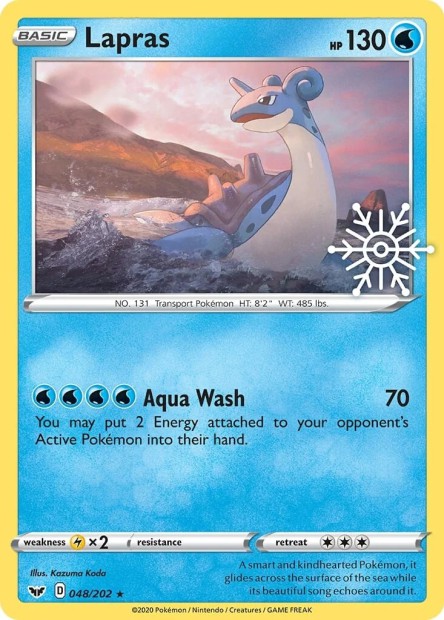 BASIC Lapras HP 130
NO. 131 Transport Pokémon HT: 8'2" WT: 485 lbs.
Aqua Wash 70
You may put 2 Energy attached to your opponent's
Active Pokémon into their hand.
weakness ×2 resistance retreat
Illus. Kazuma Koda
D 048/202 ★
A smart and kindhearted Pokémon, it
glides across the surface of the sea while
its beautiful song echoes around it.
©2020 Pokémon / Nintendo / Creatures / GAME FREAK